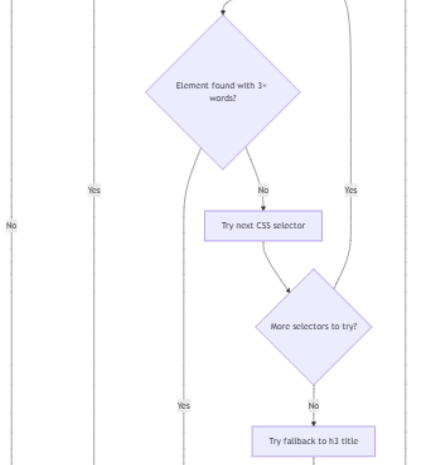 Element found with 3+
words?
Yes
No
Yes
No
Try next CSS selector
More selectors to try?
Yes
No
Try fallback to h3 title